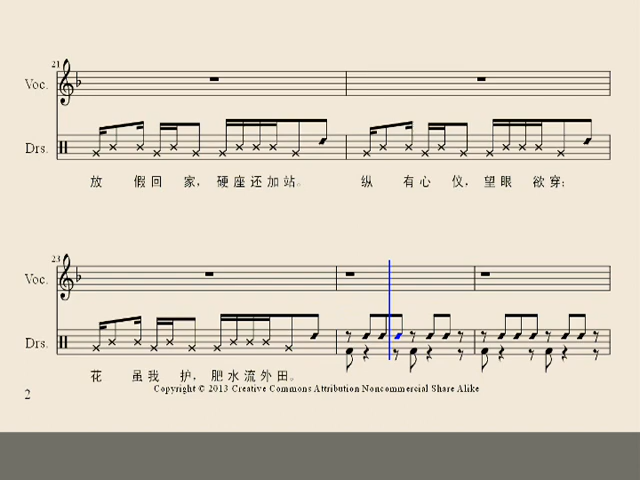 21
Voc.
Drs.
放 假回 家, 硬座还加站。 纵 有心 仪, 望眼 欲穿;
23
Voc.
Drs.
花 虽我 护, 肥水流外田。
Copyright © 2013 Creative Commons Attribution Noncommercial Share Alike
2